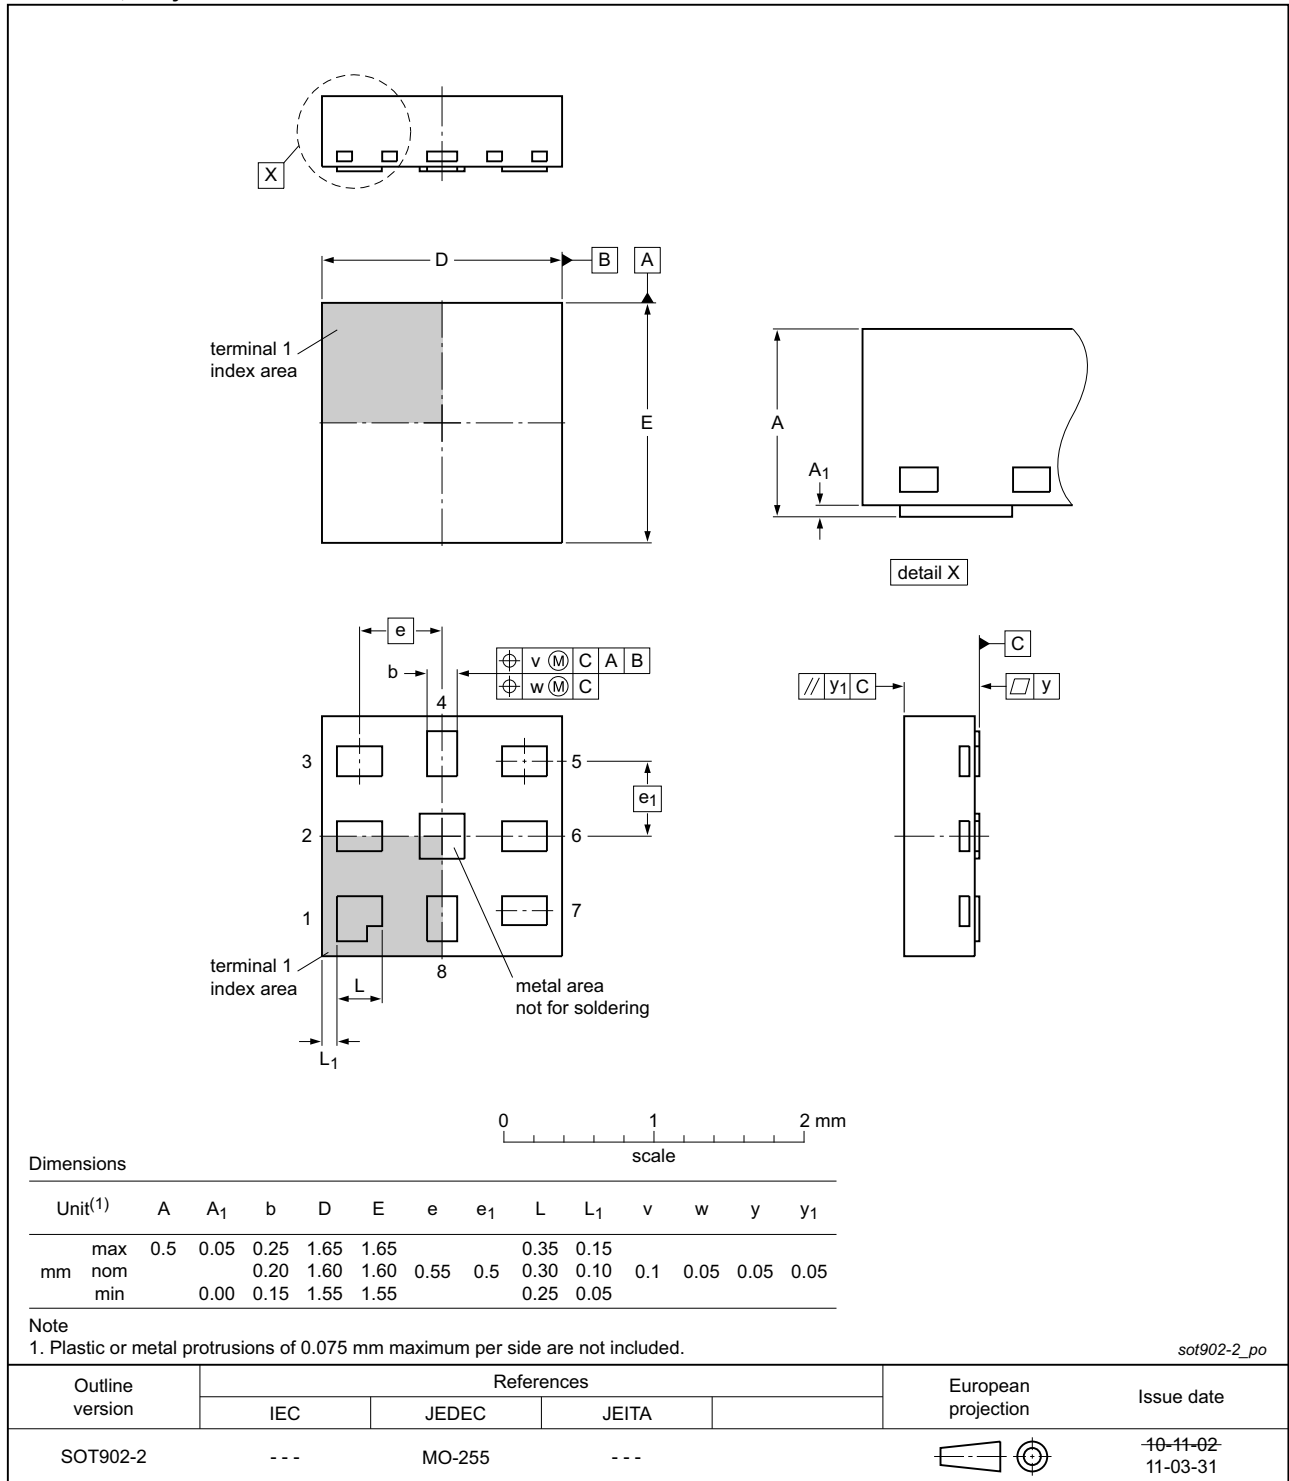 X
D
B
A
terminal 1
index area
E
A
A1
detail X
e
b
v M C A B
w M C
4
3
5
e1
2
6
1
7
terminal 1
index area
L
8
metal area
not for soldering
L1
C
// y1 C
y
0 1 2 mm
scale
Dimensions
Unit(1) A A1 b D E e e1 L L1 v w y y1
max 0.5 0.05 0.25 1.65 1.65 0.35 0.15
mm nom 0.20 1.60 1.60 0.55 0.5 0.30 0.10 0.1 0.05 0.05 0.05
min 0.00 0.15 1.55 1.55 0.25 0.05
Note
1. Plastic or metal protrusions of 0.075 mm maximum per side are not included.
sot902-2_po
Outline version
References
European projection
Issue date
IEC JEDEC JEITA
SOT902-2 - - - MO-255 - - -
10-11-02
11-03-31